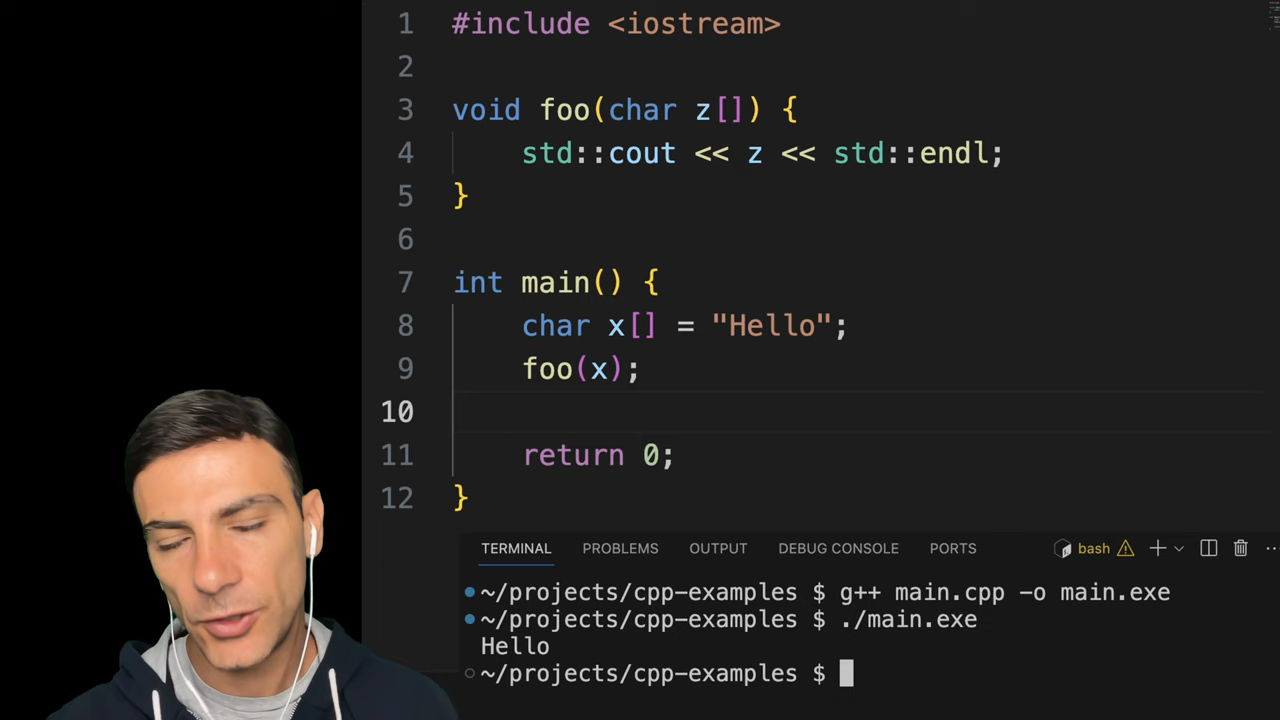 1 #include <iostream>
2
3 void foo(char z[]) {
4 std::cout << z << std::endl;
5 }
6
7 int main() {
8 char x[] = "Hello";
9 foo(x);
10
11 return 0;
12 }
TERMINAL PROBLEMS OUTPUT DEBUG CONSOLE PORTS bash
~/projects/cpp-examples $ g++ main.cpp -o main.exe
~/projects/cpp-examples $ ./main.exe
Hello
~/projects/cpp-examples $